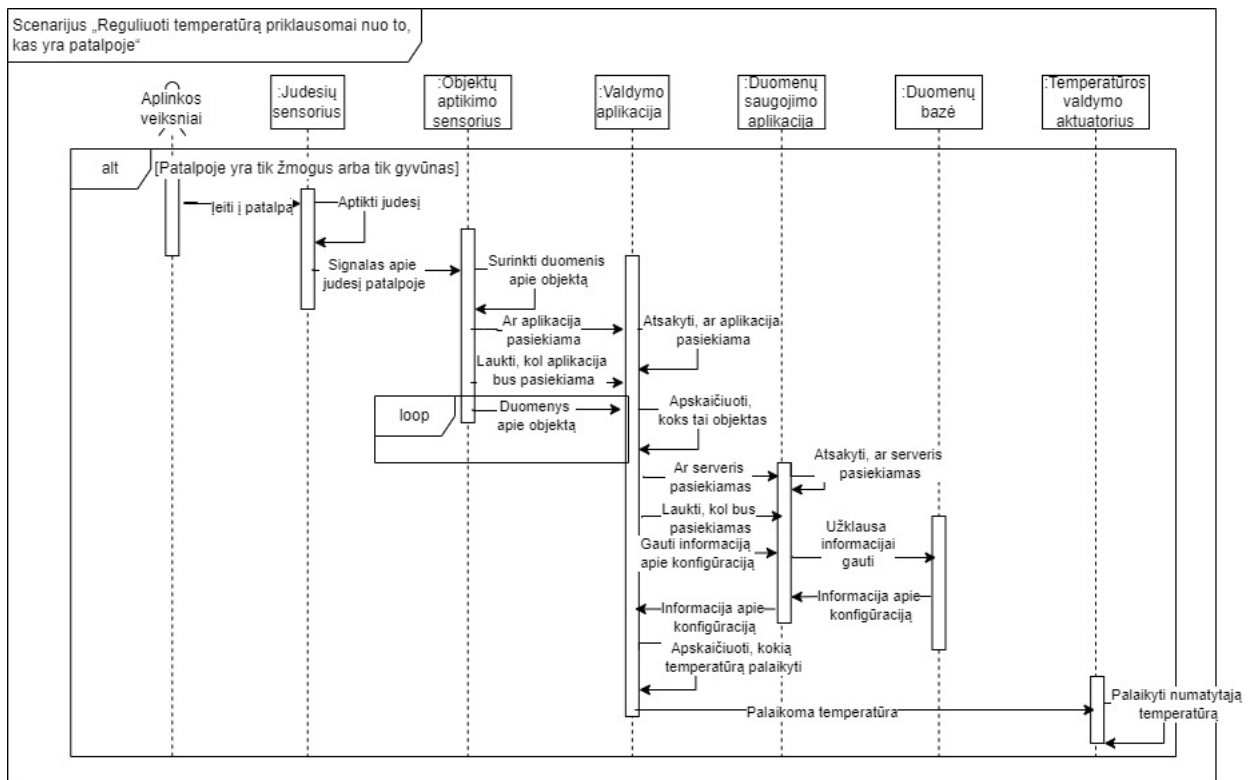 Scenarijus „Reguliuoti temperatūrą priklausomai nuo to,
kas yra patalpoje“
Aplinkos
veiksniai
:Judesių
sensorius
:Objektų
aptikimo
sensorius
:Valdymo
aplikacija
:Duomenų
saugojimo
aplikacija
:Duomenų
bazė
:Temperatūros
valdymo
aktuatorius
alt
[Patalpoje yra tik žmogus arba tik gyvūnas]
Įeiti į patalpą
Aptikti judesį
Signalas apie
judesį patalpoje
Surinkti duomenis
apie objektą
Ar aplikacija
pasiekiama
Atsakyti, ar aplikacija
pasiekiama
Laukti, kol aplikacija
bus pasiekiama
loop
Duomenys
apie objektą
Apskaičiuoti,
koks tai objektas
Ar serveris
pasiekiamas
Atsakyti, ar serveris
pasiekiamas
Laukti, kol bus
pasiekiamas
Gauti informaciją
apie konfigūraciją
Užklausa
informacijai
gauti
Informacija apie
konfigūraciją
Informacija apie
konfigūraciją
Apskaičiuoti, kokią
temperatūrą palaikyti
Palaikoma temperatūra
Palaikyti numatytąją
temperatūrą